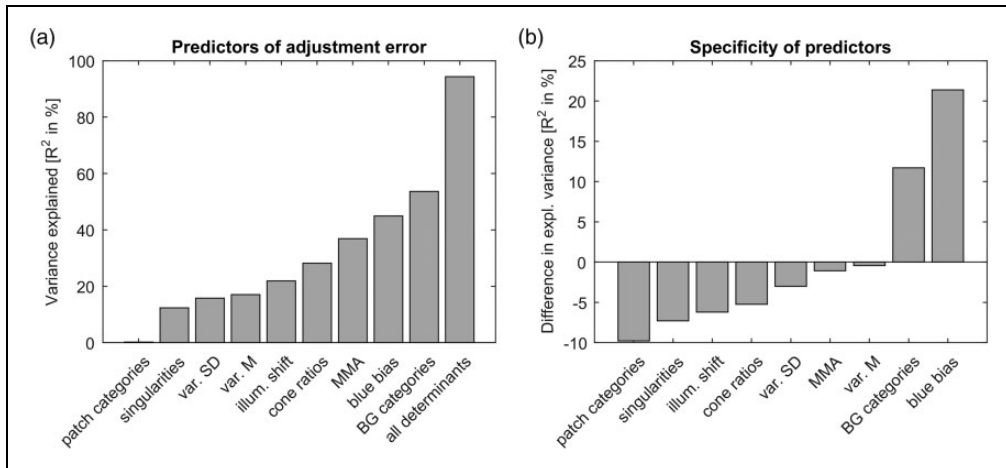 (a)
Predictors of adjustment error
Variance explained [R² in %]
100
80
60
40
20
0
patch categories
singularities
var. SD
var. M
illum. shift
cone ratios
MMA
blue bias
BG categories
all determinants
(b)
Specificity of predictors
Difference in expl. variance [R² in %]
25
20
15
10
5
0
-5
-10
patch categories
singularities
illum. shift
cone ratios
var. SD
MMA
var. M
BG categories
blue bias